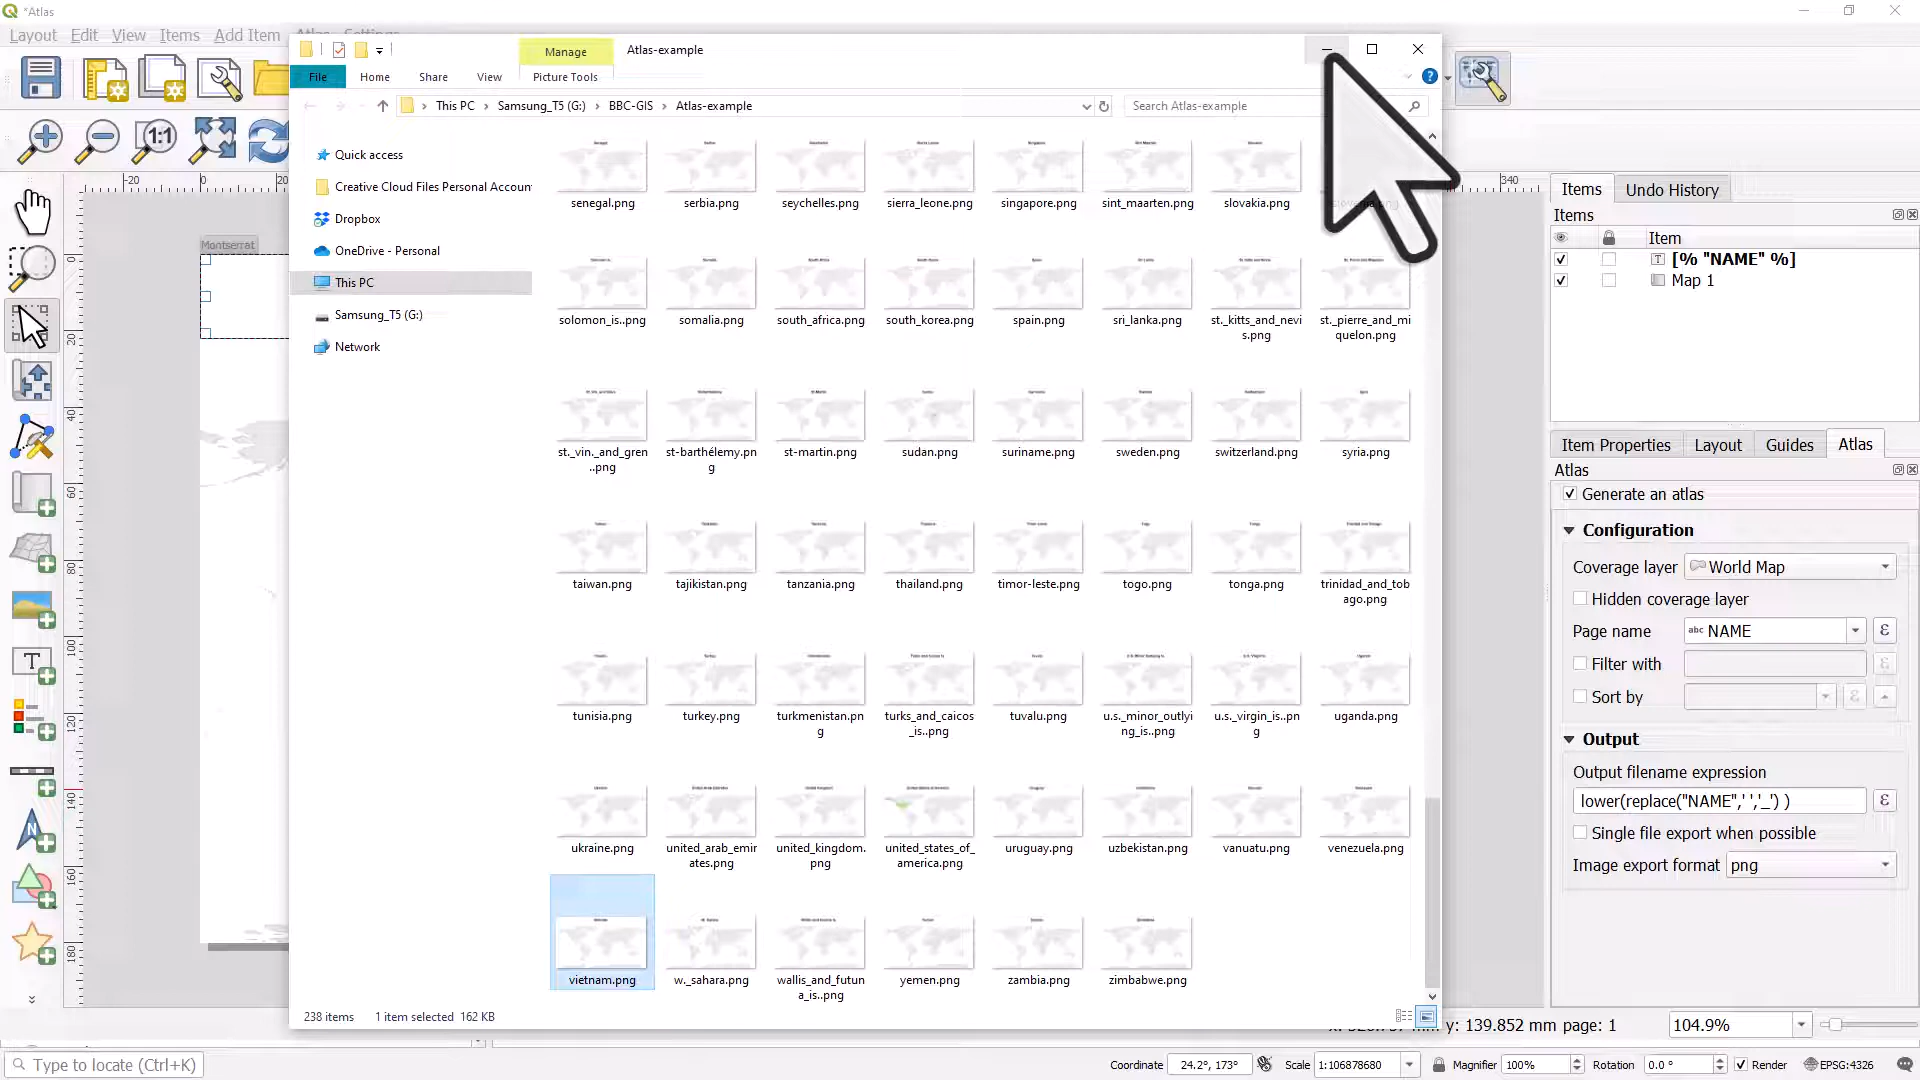 *Atlas
Layout Edit View Items Add Item Atlas Settings
Manage
Atlas-example
File Home Share View Picture Tools
This PC Samsung_T5 (G:) BBC-GIS Atlas-example
Search Atlas-example
1:1
-20 0 20 340
Quick access
Creative Cloud Files Personal Accoun
Dropbox
OneDrive - Personal
This PC
Samsung_T5 (G:)
Network
Montserrat
senegal.png serbia.png seychelles.png sierra_leone.png singapore.png sint_maarten.png slovakia.png slovenia.png
solomon_is..png somalia.png south_africa.png south_korea.png spain.png sri_lanka.png st._kitts_and_nevi
s.png
st._pierre_and_mi
quelon.png
st._vin._and_gren
..png
st-barthélemy.pn
g
st-martin.png sudan.png suriname.png sweden.png switzerland.png syria.png
taiwan.png tajikistan.png tanzania.png thailand.png timor-leste.png togo.png tonga.png trinidad_and_tob
ago.png
tunisia.png turkey.png turkmenistan.pn
g
turks_and_caicos
_is..png
tuvalu.png u.s._minor_outlyi
ng_is..png
u.s._virgin_is..pn
g
uganda.png
ukraine.png united_arab_emir
ates.png
united_kingdom.
png
united_states_of_
america.png
uruguay.png uzbekistan.png vanuatu.png venezuela.png
vietnam.png w._sahara.png wallis_and_futun
a_is..png
yemen.png zambia.png zimbabwe.png
238 items 1 item selected 162 KB
Items Undo History
Items
Item
[% "NAME" %]
Map 1
Item Properties Layout Guides Atlas
Atlas
Generate an atlas
Configuration
Coverage layer World Map
Hidden coverage layer
Page name abc NAME
Filter with
Sort by
Output
Output filename expression
lower(replace("NAME",' ','_') )
Single file export when possible
Image export format png
y: 139.852 mm page: 1 104.9%
Type to locate (Ctrl+K)
Coordinate 24.2°, 173° Scale 1:106878680 Magnifier 100% Rotation 0.0 ° Render EPSG:4326